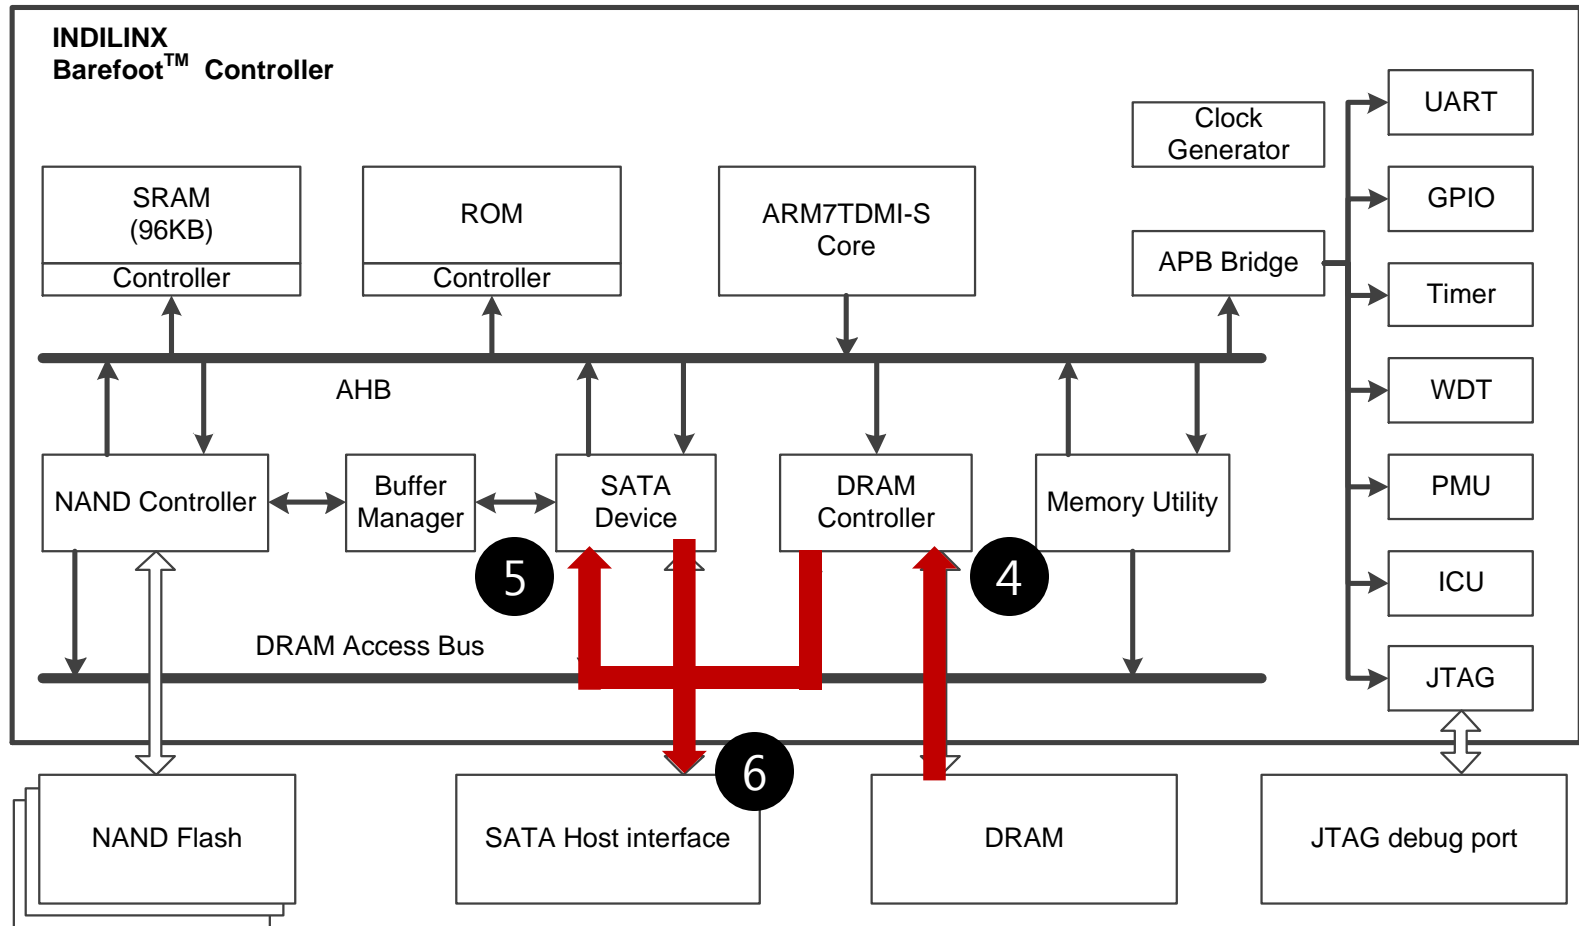 INDILINX
Barefoot™ Controller
UART
Clock
Generator
GPIO
SRAM
(96KB)
Controller
ROM
Controller
ARM7TDMI-S
Core
APB Bridge
Timer
AHB
WDT
NAND Controller
Buffer
Manager
SATA
Device
DRAM
Controller
Memory Utility
PMU
5
4
ICU
DRAM Access Bus
JTAG
6
NAND Flash
SATA Host interface
DRAM
JTAG debug port